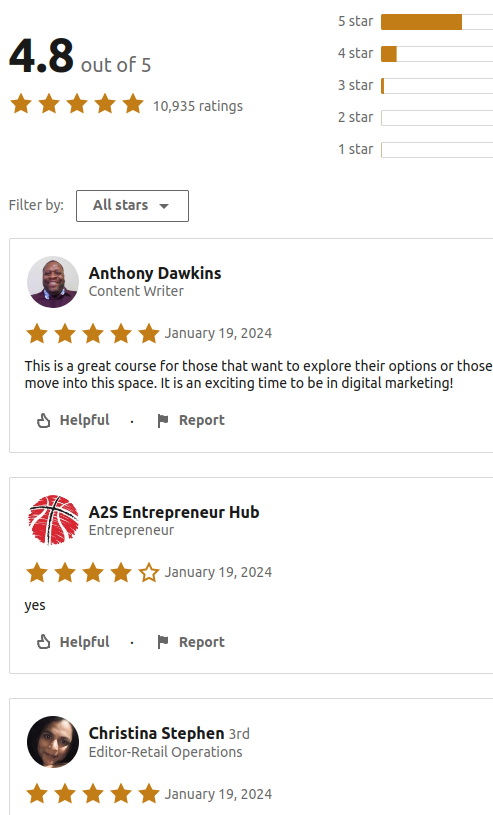 4.8 out of 5
10,935 ratings
5 star
4 star
3 star
2 star
1 star
Filter by: All stars
Anthony Dawkins
Content Writer
January 19, 2024
This is a great course for those that want to explore their options or those
move into this space. It is an exciting time to be in digital marketing!
Helpful · Report
A2S Entrepreneur Hub
Entrepreneur
January 19, 2024
yes
Helpful · Report
Christina Stephen 3rd
Editor-Retail Operations
January 19, 2024